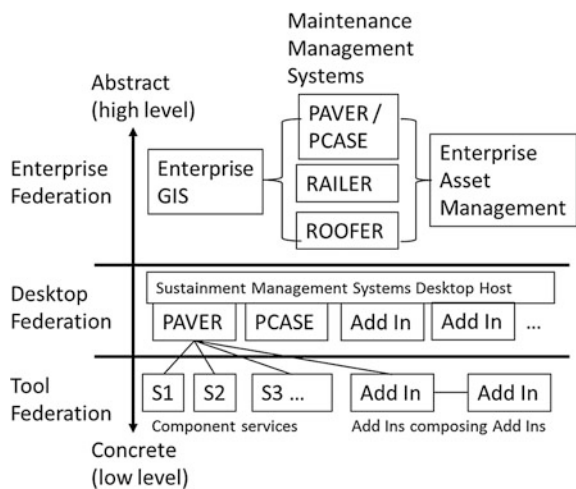 Maintenance
Management
Systems
Abstract
(high level)
PAVER /
PCASE
Enterprise
Federation
Enterprise
GIS
RAILER
Enterprise
Asset
Management
ROOFER
Desktop
Federation
Sustainment Management Systems Desktop Host
PAVER PCASE Add In Add In ...
Tool
Federation
S1 S2 S3 ... Add In Add In
Component services Add Ins composing Add Ins
Concrete
(low level)